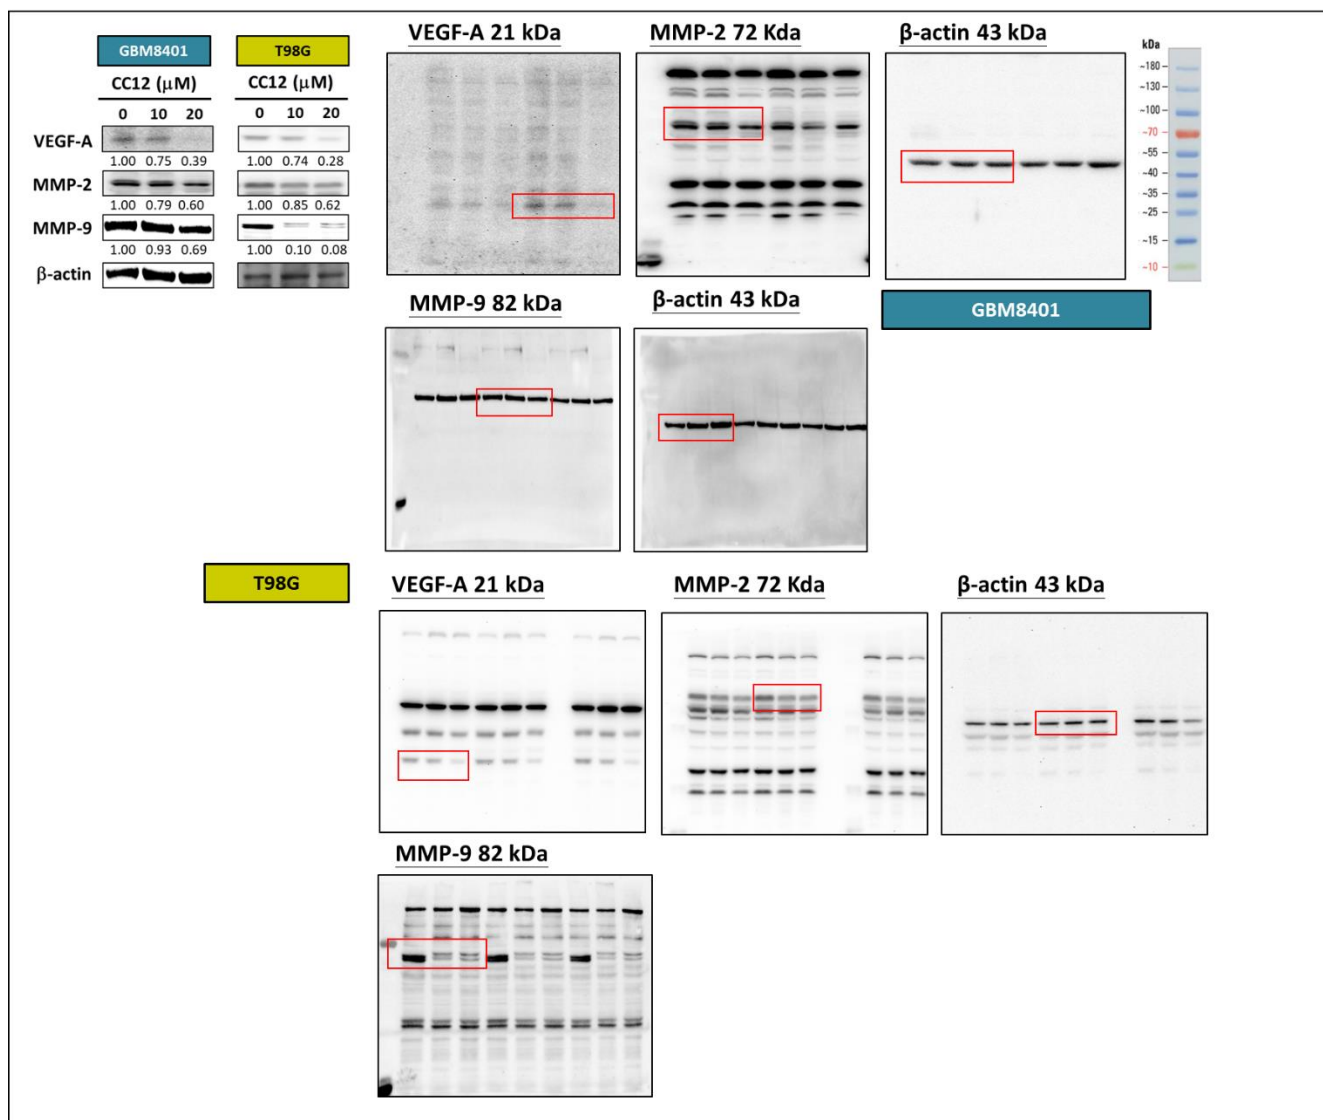 GBM8401
T98G
CC12 (μM)
CC12 (μM)
0 10 20
0 10 20
VEGF-A
1.00 0.75 0.39
1.00 0.74 0.28
MMP-2
1.00 0.79 0.60
1.00 0.85 0.62
MMP-9
1.00 0.93 0.69
1.00 0.10 0.08
β-actin
VEGF-A 21 kDa
MMP-2 72 Kda
β-actin 43 kDa
kDa
~180
~130
~100
~70
~55
~40
~35
~25
~15
~10
MMP-9 82 kDa
β-actin 43 kDa
GBM8401
T98G
VEGF-A 21 kDa
MMP-2 72 Kda
β-actin 43 kDa
MMP-9 82 kDa